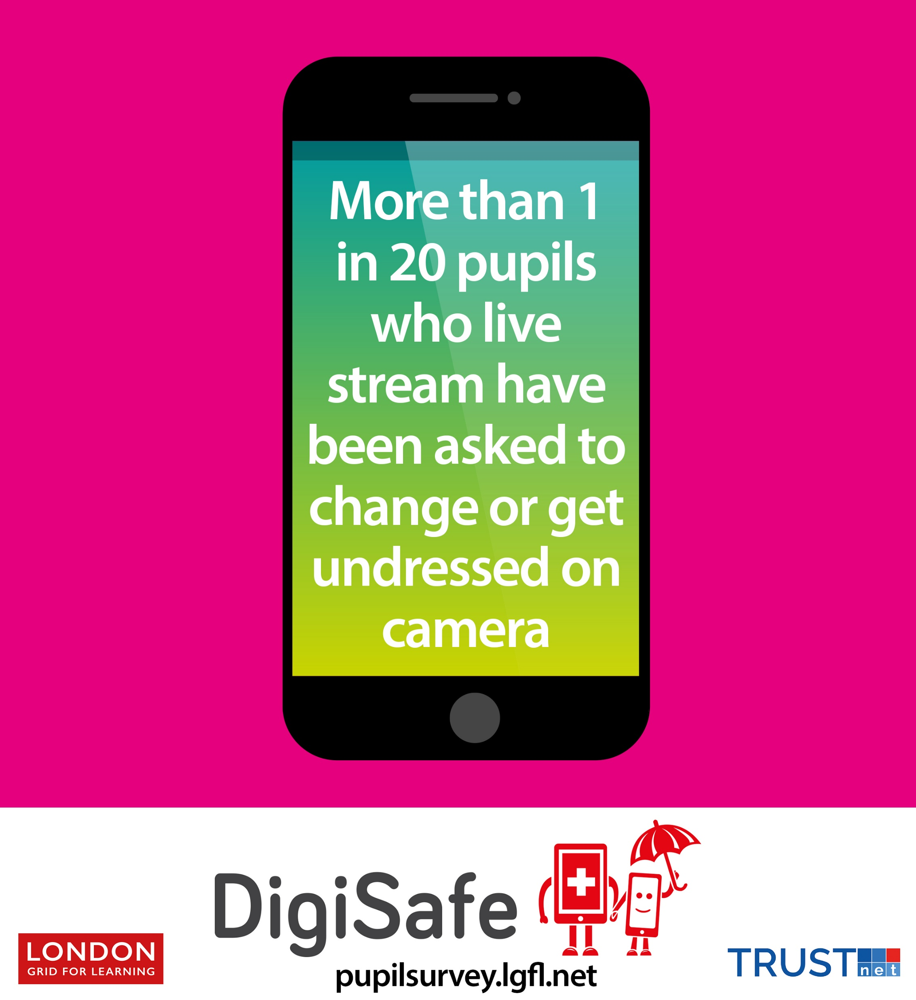 More than 1
in 20 pupils
who live
stream have
been asked to
change or get
undressed on
camera
DigiSafe
LONDON
GRID FOR LEARNING
pupilsurvey.lgfl.net
TRUST net